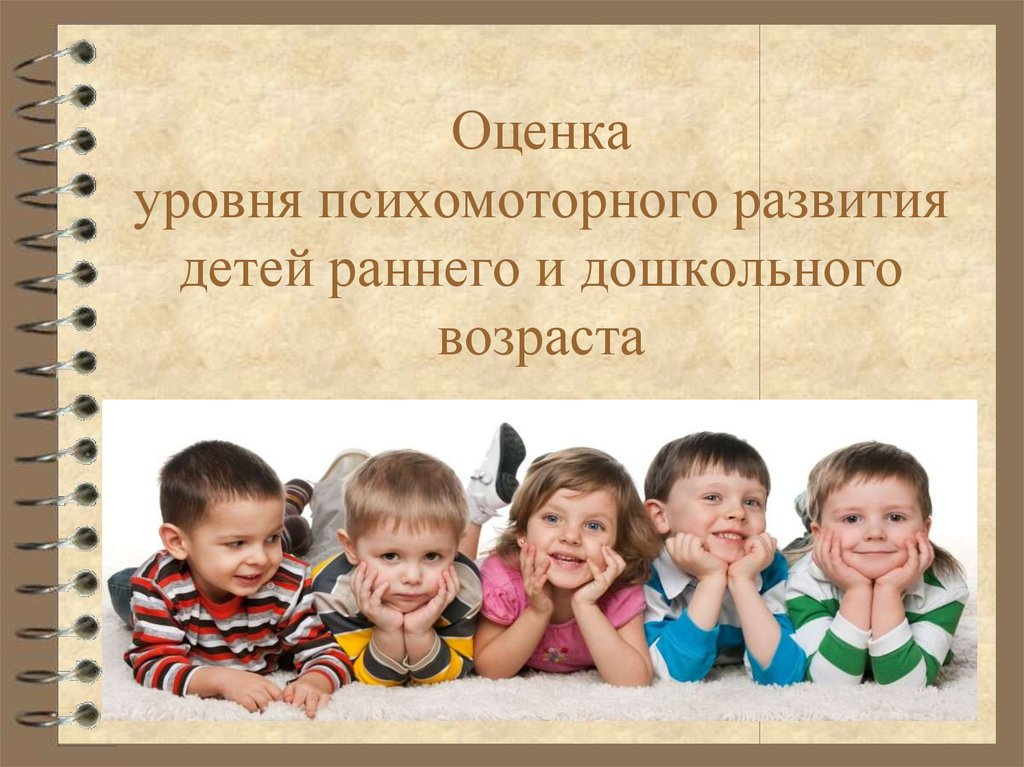 Оценка
уровня психомоторного развития
детей раннего и дошкольного
возраста